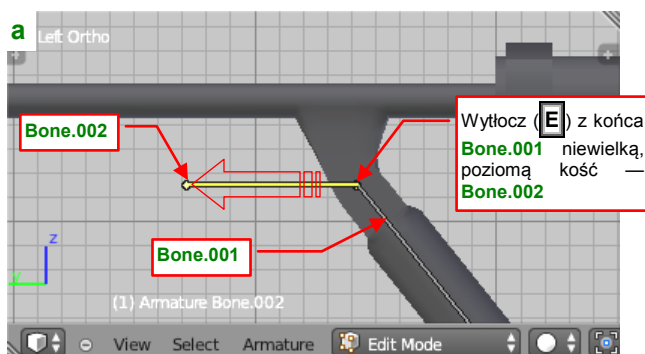 a
Left Ortho
Wytłocz (E) z końca
Bone.001 niewielką,
poziomą kość —
Bone.002
Bone.002
Bone.001
z
y
(1) Armature Bone.002
View Select Armature Edit Mode